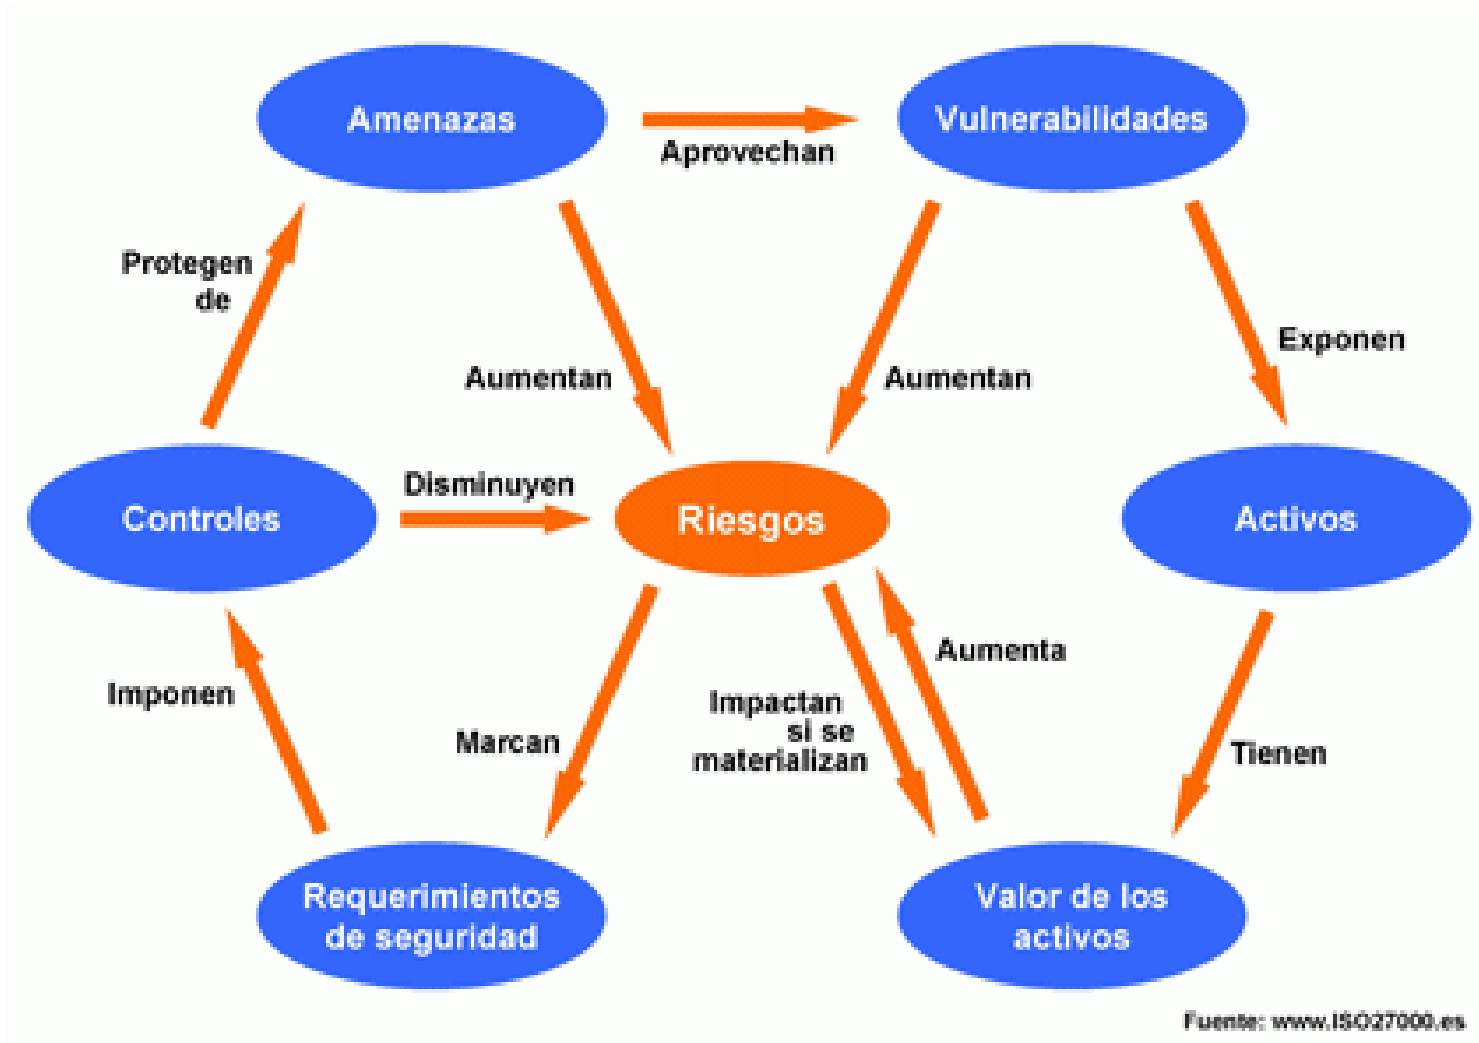 Amenazas
Vulnerabilidades
Aprovechan
Protegen
de
Exponen
Aumentan
Aumentan
Disminuyen
Controles
Riesgos
Activos
Aumenta
Imponen
Impactan
si se
materializan
Marcan
Tienen
Requerimientos
de seguridad
Valor de los
activos
Fuente: www.ISO27000.es